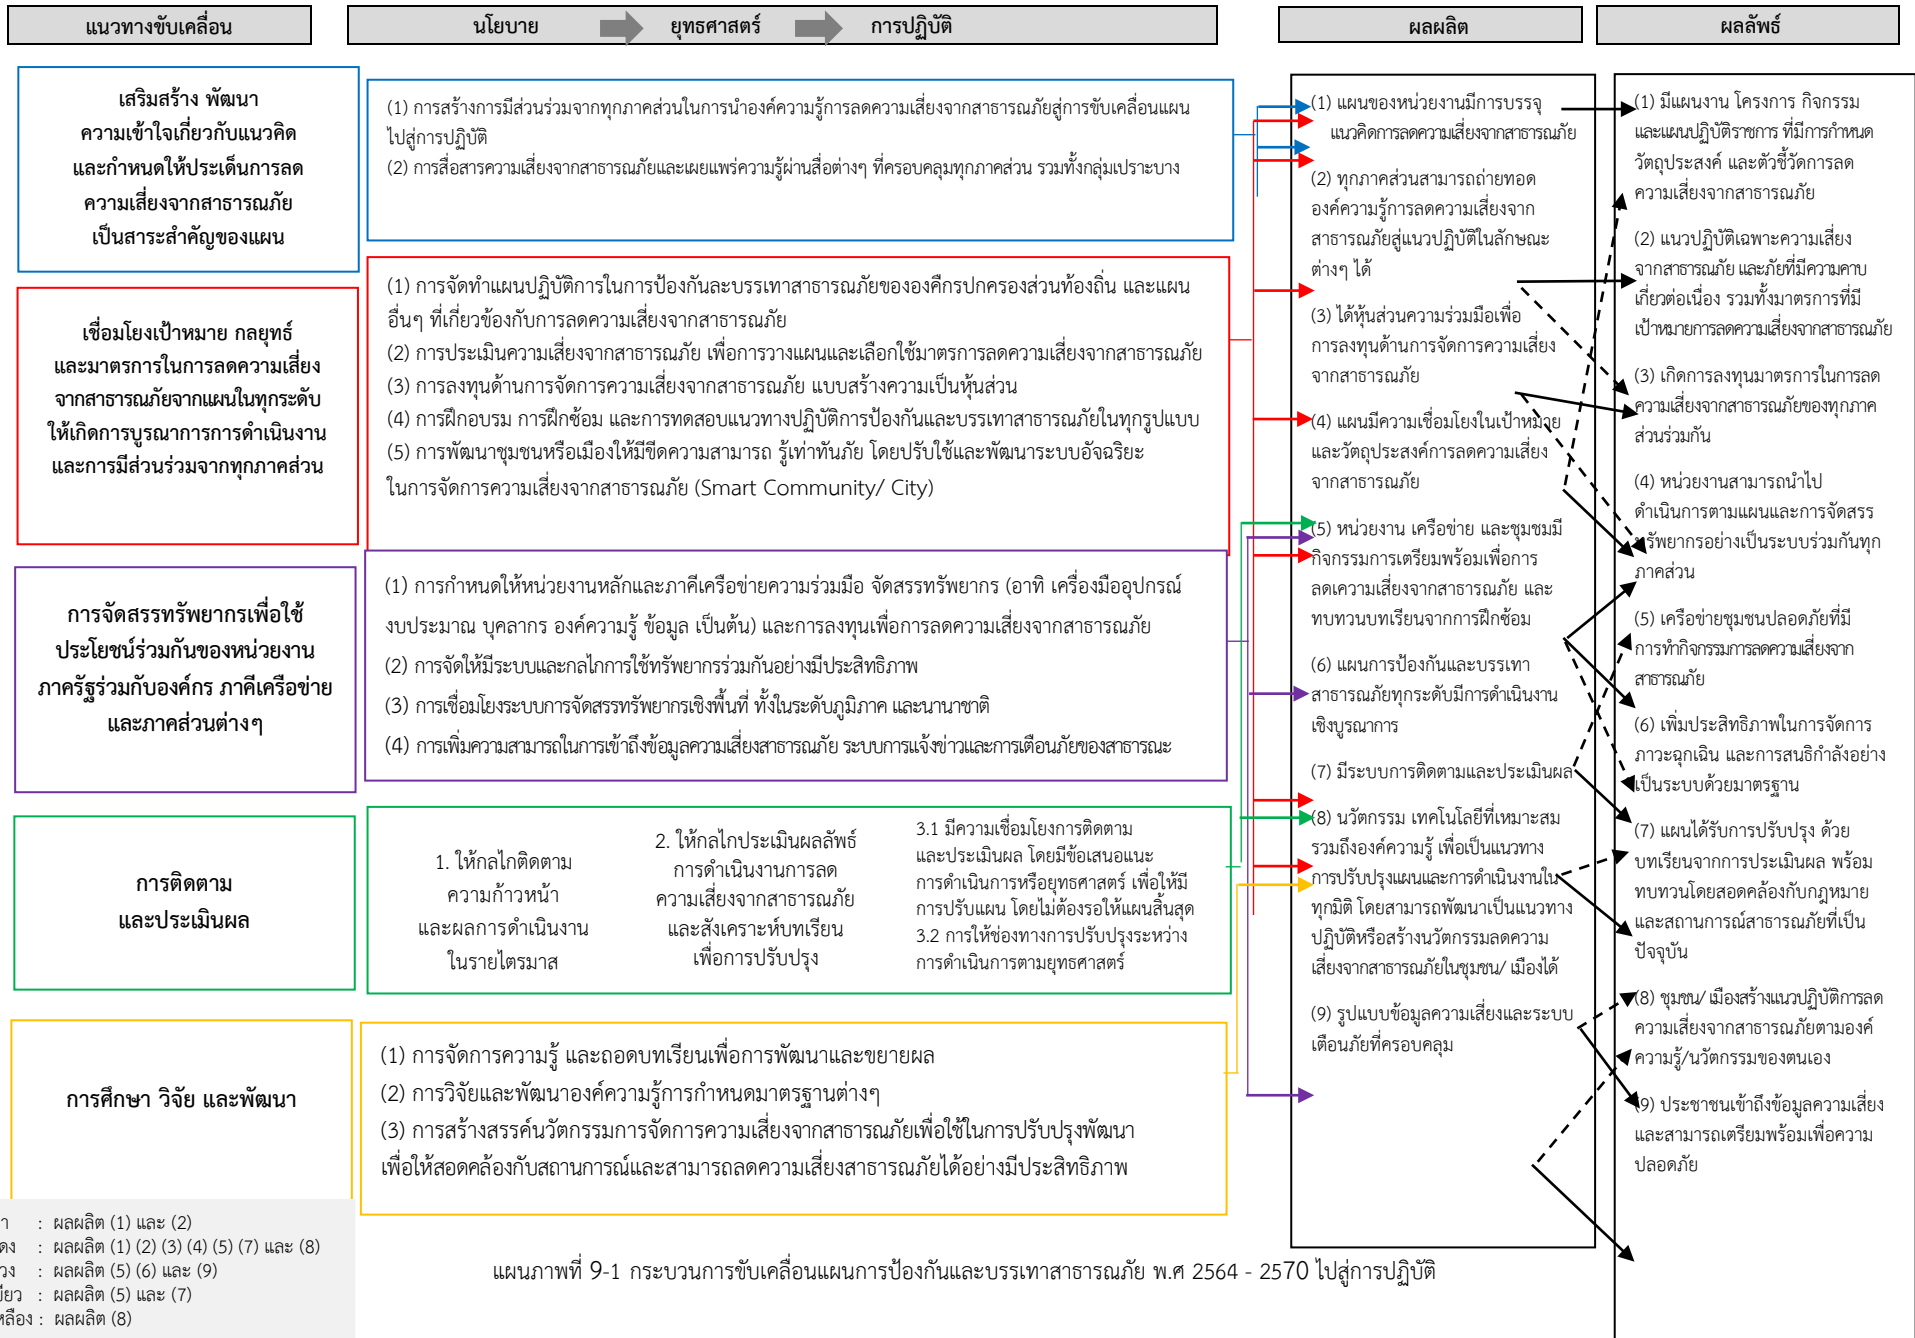 แนวทางขับเคลื่อน
นโยบาย
ยุทธศาสตร์
การปฏิบัติ
ผลผลิต
ผลลัพธ์
เสริมสร้าง พัฒนา
ความเข้าใจเกี่ยวกับแนวคิด
และกำหนดให้ประเด็นการลด
ความเสี่ยงจากสาธารณภัย
เป็นสาระสำคัญของแผน
(1) การสร้างการมีส่วนร่วมจากทุกภาคส่วนในการนำองค์ความรู้การลดความเสี่ยงจากสาธารณภัยสู่การขับเคลื่อนแผน
ไปสู่การปฏิบัติ
(2) การสื่อสารความเสี่ยงจากสาธารณภัยและเผยแพร่ความรู้ผ่านสื่อต่างๆ ที่ครอบคลุมทุกภาคส่วน รวมทั้งกลุ่มเปราะบาง
เชื่อมโยงเป้าหมาย กลยุทธ์
และมาตรการในการลดความเสี่ยง
จากสาธารณภัยจากแผนในทุกระดับ
ให้เกิดการบูรณาการการดำเนินงาน
และการมีส่วนร่วมจากทุกภาคส่วน
(1) การจัดทำแผนปฏิบัติการในการป้องกันละบรรเทาสาธารณภัยขององค์กรปกครองส่วนท้องถิ่น และแผน
อื่นๆ ที่เกี่ยวข้องกับการลดความเสี่ยงจากสาธารณภัย
(2) การประเมินความเสี่ยงจากสาธารณภัย เพื่อการวางแผนและเลือกใช้มาตรการลดความเสี่ยงจากสาธารณภัย
(3) การลงทุนด้านการจัดการความเสี่ยงจากสาธารณภัย แบบสร้างความเป็นหุ้นส่วน
(4) การฝึกอบรม การฝึกซ้อม และการทดสอบแนวทางปฏิบัติการป้องกันและบรรเทาสาธารณภัยในทุกรูปแบบ
(5) การพัฒนาชุมชนหรือเมืองให้มีขีดความสามารถ รู้เท่าทันภัย โดยปรับใช้และพัฒนาระบบอัจฉริยะ
ในการจัดการความเสี่ยงจากสาธารณภัย (Smart Community/ City)
การจัดสรรทรัพยากรเพื่อใช้
ประโยชน์ร่วมกันของหน่วยงาน
ภาครัฐร่วมกับองค์กร ภาคีเครือข่าย
และภาคส่วนต่างๆ
(1) การกำหนดให้หน่วยงานหลักและภาคีเครือข่ายความร่วมมือ จัดสรรทรัพยากร (อาทิ เครื่องมืออุปกรณ์
งบประมาณ บุคลากร องค์ความรู้ ข้อมูล เป็นต้น) และการลงทุนเพื่อการลดความเสี่ยงจากสาธารณภัย
(2) การจัดให้มีระบบและกลไกการใช้ทรัพยากรร่วมกันอย่างมีประสิทธิภาพ
(3) การเชื่อมโยงระบบการจัดสรรทรัพยากรเชิงพื้นที่ ทั้งในระดับภูมิภาค และนานาชาติ
(4) การเพิ่มความสามารถในการเข้าถึงข้อมูลความเสี่ยงสาธารณภัย ระบบการแจ้งข่าวและการเตือนภัยของสาธารณะ
การติดตาม
และประเมินผล
1. ให้กลไกติดตาม
ความก้าวหน้า
และผลการดำเนินงาน
ในรายไตรมาส
2. ให้กลไกประเมินผลลัพธ์
การดำเนินงานการลด
ความเสี่ยงจากสาธารณภัย
และสังเคราะห์บทเรียน
เพื่อการปรับปรุง
3.1 มีความเชื่อมโยงการติดตาม
และประเมินผล โดยมีข้อเสนอแนะ
การดำเนินการหรือยุทธศาสตร์ เพื่อให้มี
การปรับแผน โดยไม่ต้องรอให้แผนสิ้นสุด
3.2 การให้ช่องทางการปรับปรุงระหว่าง
การดำเนินการตามยุทธศาสตร์
การศึกษา วิจัย และพัฒนา
(1) การจัดการความรู้ และถอดบทเรียนเพื่อการพัฒนาและขยายผล
(2) การวิจัยและพัฒนาองค์ความรู้การกำหนดมาตรฐานต่างๆ
(3) การสร้างสรรค์นวัตกรรมการจัดการความเสี่ยงจากสาธารณภัยเพื่อใช้ในการปรับปรุงพัฒนา
เพื่อให้สอดคล้องกับสถานการณ์และสามารถลดความเสี่ยงสาธารณภัยได้อย่างมีประสิทธิภาพ
(1) แผนของหน่วยงานมีการบรรจุ
แนวคิดการลดความเสี่ยงจากสาธารณภัย
(2) ทุกภาคส่วนสามารถถ่ายทอด
องค์ความรู้การลดความเสี่ยงจาก
สาธารณภัยสู่แนวปฏิบัติในลักษณะ
ต่างๆ ได้
(3) ได้หุ้นส่วนความร่วมมือเพื่อ
การลงทุนด้านการจัดการความเสี่ยง
จากสาธารณภัย
(4) แผนมีความเชื่อมโยงในเป้าหมาย
และวัตถุประสงค์การลดความเสี่ยง
จากสาธารณภัย
(5) หน่วยงาน เครือข่าย และชุมชมมี
กิจกรรมการเตรียมพร้อมเพื่อการ
ลดเความเสี่ยงจากสาธารณภัย และ
ทบทวนบทเรียนจากการฝึกซ้อม
(6) แผนการป้องกันและบรรเทา
สาธารณภัยทุกระดับมีการดำเนินงาน
เชิงบูรณาการ
(7) มีระบบการติดตามและประเมินผล
(8) นวัตกรรม เทคโนโลยีที่เหมาะสม
รวมถึงองค์ความรู้ เพื่อเป็นแนวทาง
การปรับปรุงแผนและการดำเนินงานใน
ทุกมิติ โดยสามารถพัฒนาเป็นแนวทาง
ปฏิบัติหรือสร้างนวัตกรรมลดความ
เสี่ยงจากสาธารณภัยในชุมชน/ เมืองได้
(9) รูปแบบข้อมูลความเสี่ยงและระบบ
เตือนภัยที่ครอบคลุม
(1) มีแผนงาน โครงการ กิจกรรม
และแผนปฏิบัติราชการ ที่มีการกำหนด
วัตถุประสงค์ และตัวชี้วัดการลด
ความเสี่ยงจากสาธารณภัย
(2) แนวปฏิบัติเฉพาะความเสี่ยง
จากสาธารณภัย และภัยที่มีความคาบ
เกี่ยวต่อเนื่อง รวมทั้งมาตรการที่มี
เป้าหมายการลดความเสี่ยงจากสาธารณภัย
(3) เกิดการลงทุนมาตรการในการลด
ความเสี่ยงจากสาธารณภัยของทุกภาค
ส่วนร่วมกัน
(4) หน่วยงานสามารถนำไป
ดำเนินการตามแผนและการจัดสรร
ทรัพยากรอย่างเป็นระบบร่วมกันทุก
ภาคส่วน
(5) เครือข่ายชุมชนปลอดภัยที่มี
การทำกิจกรรมการลดความเสี่ยงจาก
สาธารณภัย
(6) เพิ่มประสิทธิภาพในการจัดการ
ภาวะฉุกเฉิน และการสนธิกำลังอย่าง
เป็นระบบด้วยมาตรฐาน
(7) แผนได้รับการปรับปรุง ด้วย
บทเรียนจากการประเมินผล พร้อม
ทบทวนโดยสอดคล้องกับกฎหมาย
และสถานการณ์สาธารณภัยที่เป็น
ปัจจุบัน
(8) ชุมชน/ เมืองสร้างแนวปฏิบัติการลด
ความเสี่ยงจากสาธารณภัยตามองค์
ความรู้/นวัตกรรมของตนเอง
(9) ประชาชนเข้าถึงข้อมูลความเสี่ยง
และสามารถเตรียมพร้อมเพื่อความ
ปลอดภัย
: ผลผลิต (1) และ (2)
: ผลผลิต (1) (2) (3) (4) (5) (7) และ (8)
: ผลผลิต (5) (6) และ (9)
: ผลผลิต (5) และ (7)
: ผลผลิต (8)
แผนภาพที่ 9-1 กระบวนการขับเคลื่อนแผนการป้องกันและบรรเทาสาธารณภัย พ.ศ 2564 - 2570 ไปสู่การปฏิบัติ